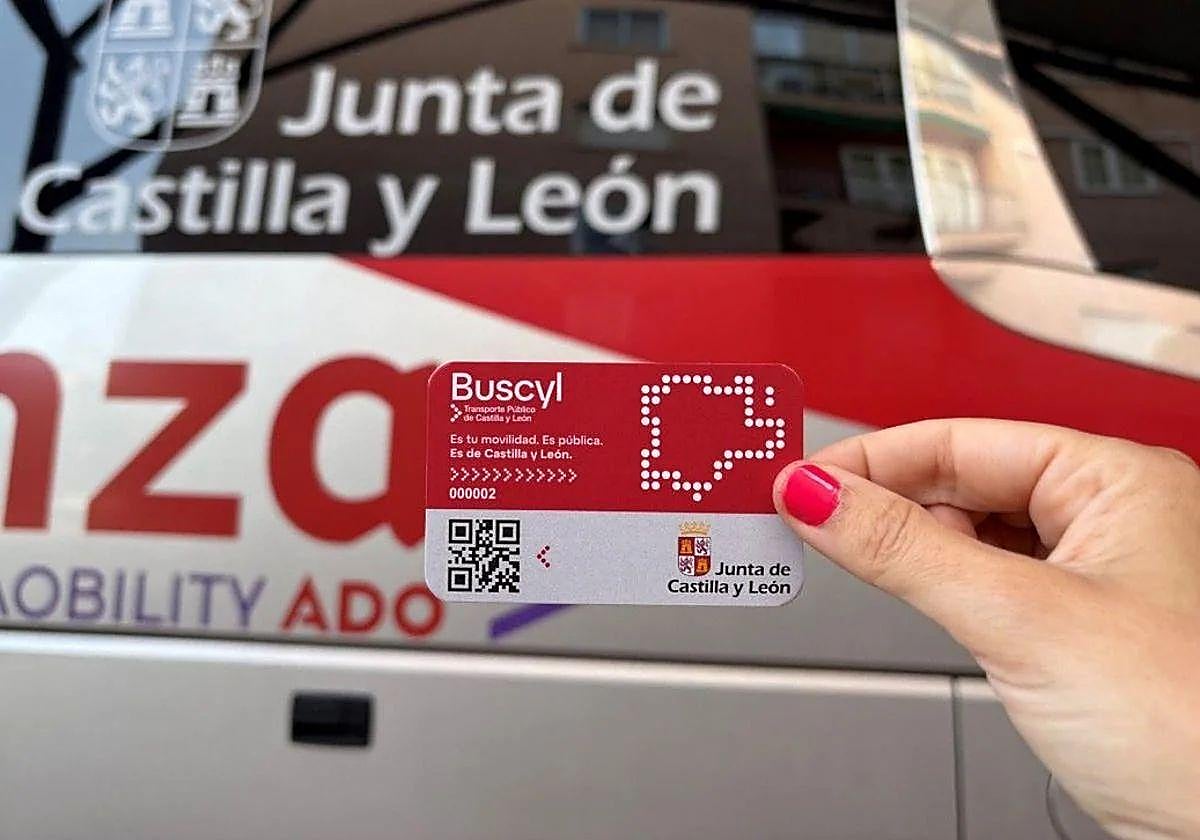 Junta de
Castilla y León
nza
MOBILITY ADO
Buscyl
Transporte Público
de Castilla y León
Es tu movilidad. Es pública.
Es de Castilla y León.
000002
Junta de
Castilla y León